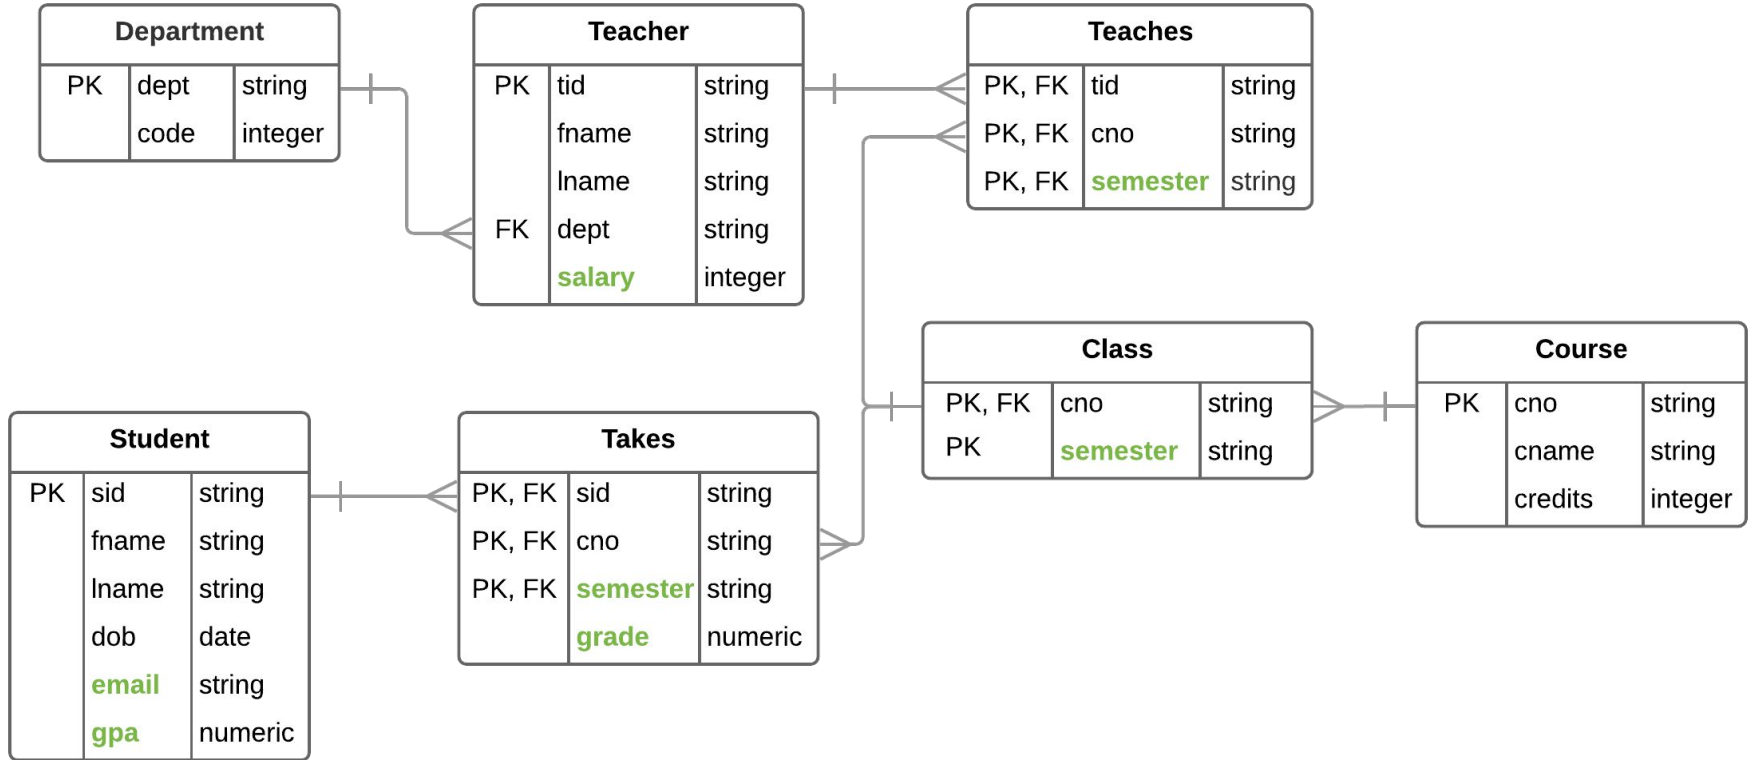 Department
PK dept string
code integer
Teacher
PK tid string
fname string
lname string
FK dept string
salary integer
Teaches
PK, FK tid string
PK, FK cno string
PK, FK semester string
Class
PK, FK cno string
PK semester string
Course
PK cno string
cname string
credits integer
Student
PK sid string
fname string
lname string
dob date
email string
gpa numeric
Takes
PK, FK sid string
PK, FK cno string
PK, FK semester string
grade numeric